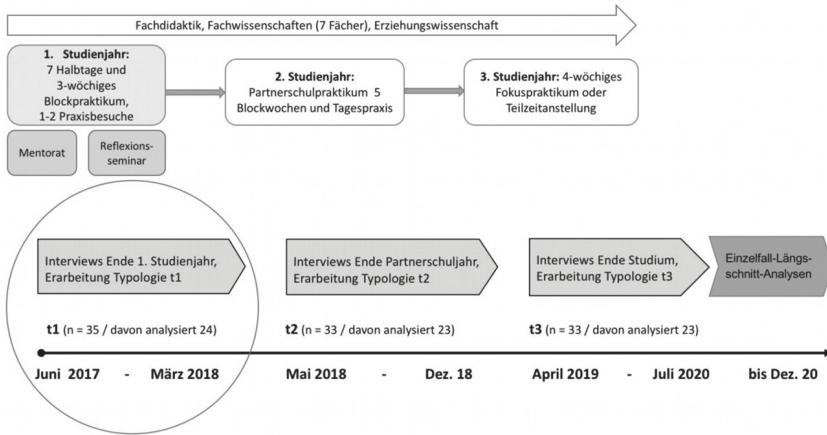 Fachdidaktik, Fachwissenschaften (7 Fächer), Erziehungswissenschaft
1. Studienjahr:
7 Halbtage und
3-wöchiges
Blockpraktikum,
1-2 Praxisbesuche
2. Studienjahr:
Partnerschulpraktikum 5
Blockwochen und Tagespraxis
3. Studienjahr: 4-wöchiges
Fokuspraktikum oder
Teilzeitanstellung
Mentorat
Reflexions-
seminar
Interviews Ende 1. Studienjahr,
Erarbeitung Typologie t1
Interviews Ende Partnerschuljahr,
Erarbeitung Typologie t2
Interviews Ende Studium,
Erarbeitung Typologie t3
Einzelfall-Längs-
schnitt-Analysen
t1 (n = 35 / davon analysiert 24)
t2 (n = 33 / davon analysiert 23)
t3 (n = 33 / davon analysiert 23)
Juni 2017 - März 2018
Mai 2018 - Dez. 18
April 2019 - Juli 2020
bis Dez. 20